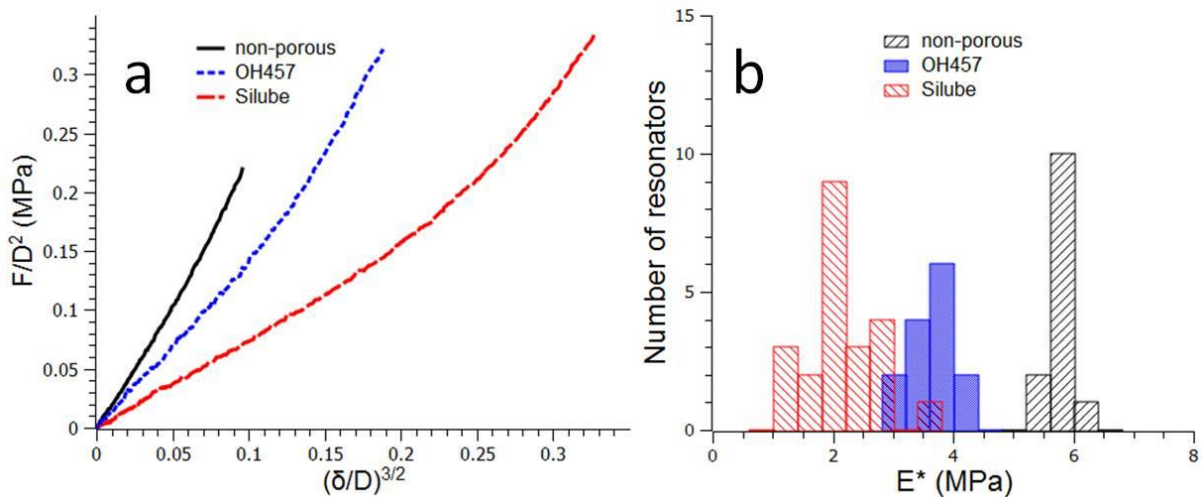 a
non-porous
OH457
Silube
F/D² (MPa)
0.3
0.25
0.2
0.15
0.1
0.05
0
0 0.05 0.1 0.15 0.2 0.25 0.3
(δ/D)³ᐟ²
b
non-porous
OH457
Silube
Number of resonators
15
10
5
0
0 2 4 6 8
E* (MPa)